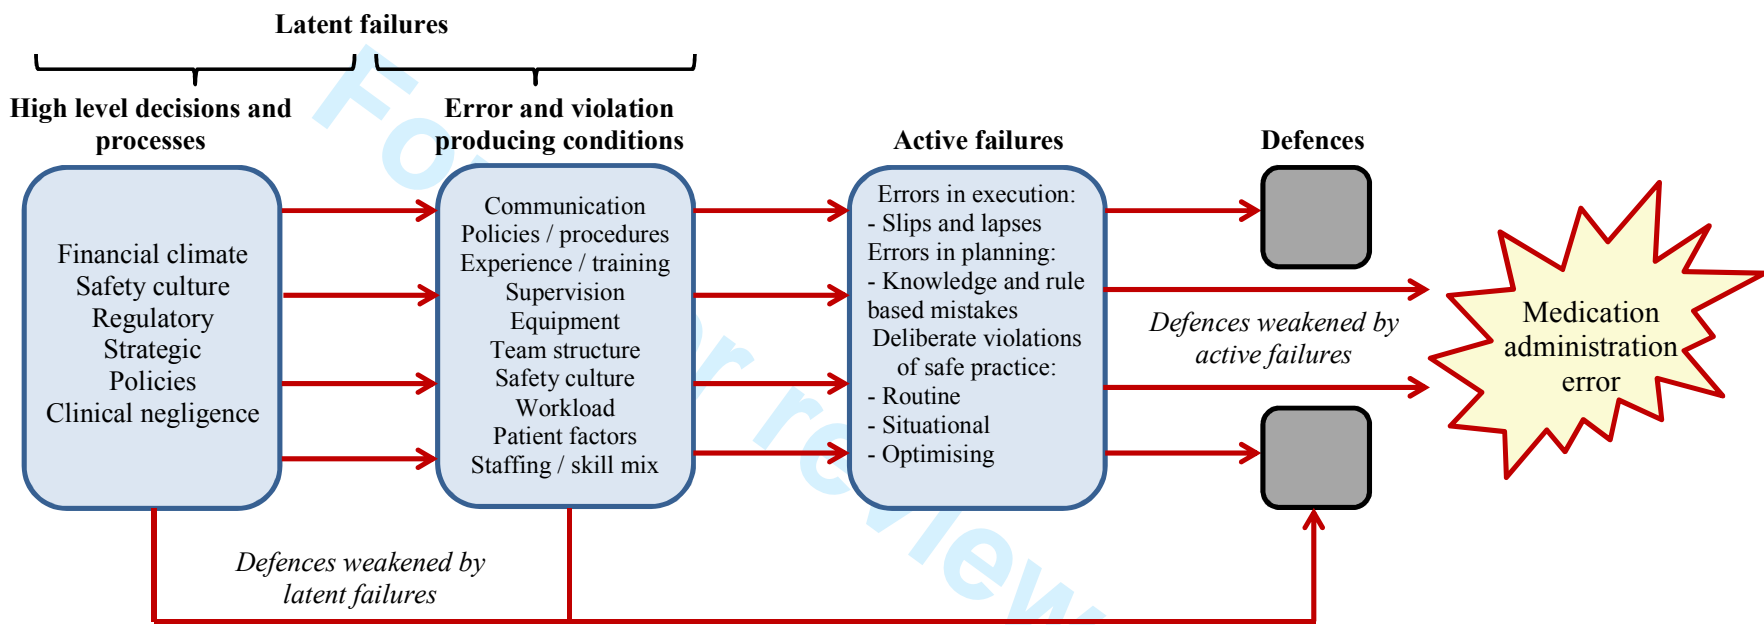 Latent failures
High level decisions and
processes
Error and violation
producing conditions
Active failures
Defences
Financial climate
Safety culture
Regulatory
Strategic
Policies
Clinical negligence
Communication
Policies / procedures
Experience / training
Supervision
Equipment
Team structure
Safety culture
Workload
Patient factors
Staffing / skill mix
Errors in execution:
- Slips and lapses
Errors in planning:
- Knowledge and rule
based mistakes
Deliberate violations
of safe practice:
- Routine
- Situational
- Optimising
Defences weakened by
active failures
Medication
administration
error
Defences weakened by
latent failures
review